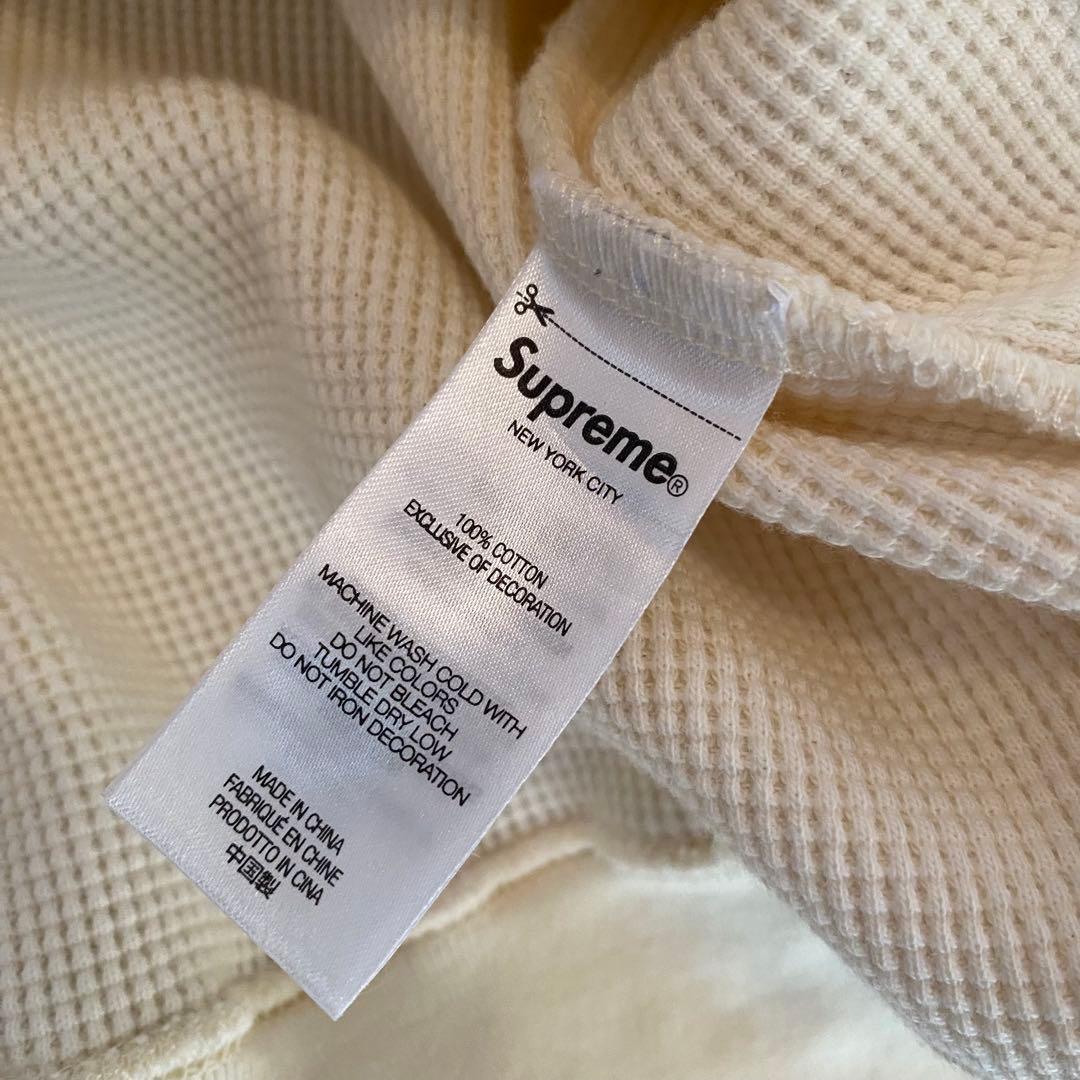 Supreme®
NEW YORK CITY
100% COTTON
EXCLUSIVE OF DECORATION
MACHINE WASH COLD WITH
LIKE COLORS
DO NOT BLEACH
TUMBLE DRY LOW
DO NOT IRON DECORATION
MADE IN CHINA
FABRIQUÉ EN CHINE
PRODOTTO IN CINA
中国製